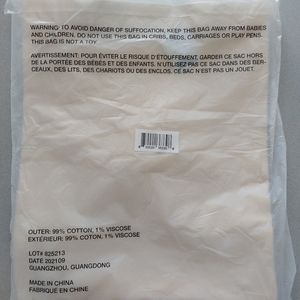 WARNING: TO AVOID DANGER OF SUFFOCATION, KEEP THIS BAG AWAY FROM BABIES
AND CHILDREN. DO NOT USE THIS BAG IN CRIBS, BEDS, CARRIAGES OR PLAY PENS.
THIS BAG IS NOT A TOY.
AVERTISSEMENT: POUR ÉVITER LE RISQUE D'ÉTOUFFEMENT, GARDER CE SAC HORS
DE LA PORTÉE DES BÉBÉS ET DES ENFANTS. N'UTILISEZ PAS CE SAC DANS DES BER-
CEAUX, DES LITS, DES CHARIOTS OU DES ENCLOS. CE SAC N'EST PAS UN JOUET.
OUTER: 99% COTTON, 1% VISCOSE
EXTÉRIEUR: 99% COTON, 1% VISCOSE
LOT# 825213
DATE 202109
GUANGZHOU, GUANGDONG
MADE IN CHINA
FABRIQUÉ EN CHINE